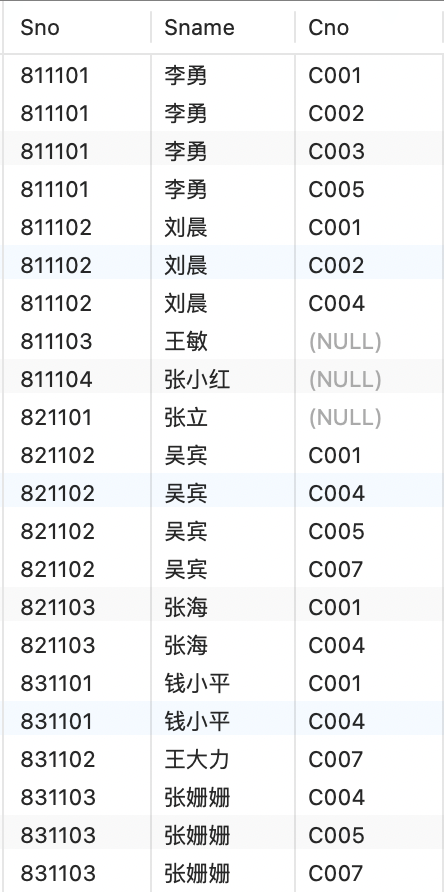 Sno Sname Cno
811101 李勇 C001
811101 李勇 C002
811101 李勇 C003
811101 李勇 C005
811102 刘晨 C001
811102 刘晨 C002
811102 刘晨 C004
811103 王敏 (NULL)
811104 张小红 (NULL)
821101 张立 (NULL)
821102 吴宾 C001
821102 吴宾 C004
821102 吴宾 C005
821102 吴宾 C007
821103 张海 C001
821103 张海 C004
831101 钱小平 C001
831101 钱小平 C004
831102 王大力 C007
831103 张姗姗 C004
831103 张姗姗 C005
831103 张姗姗 C007